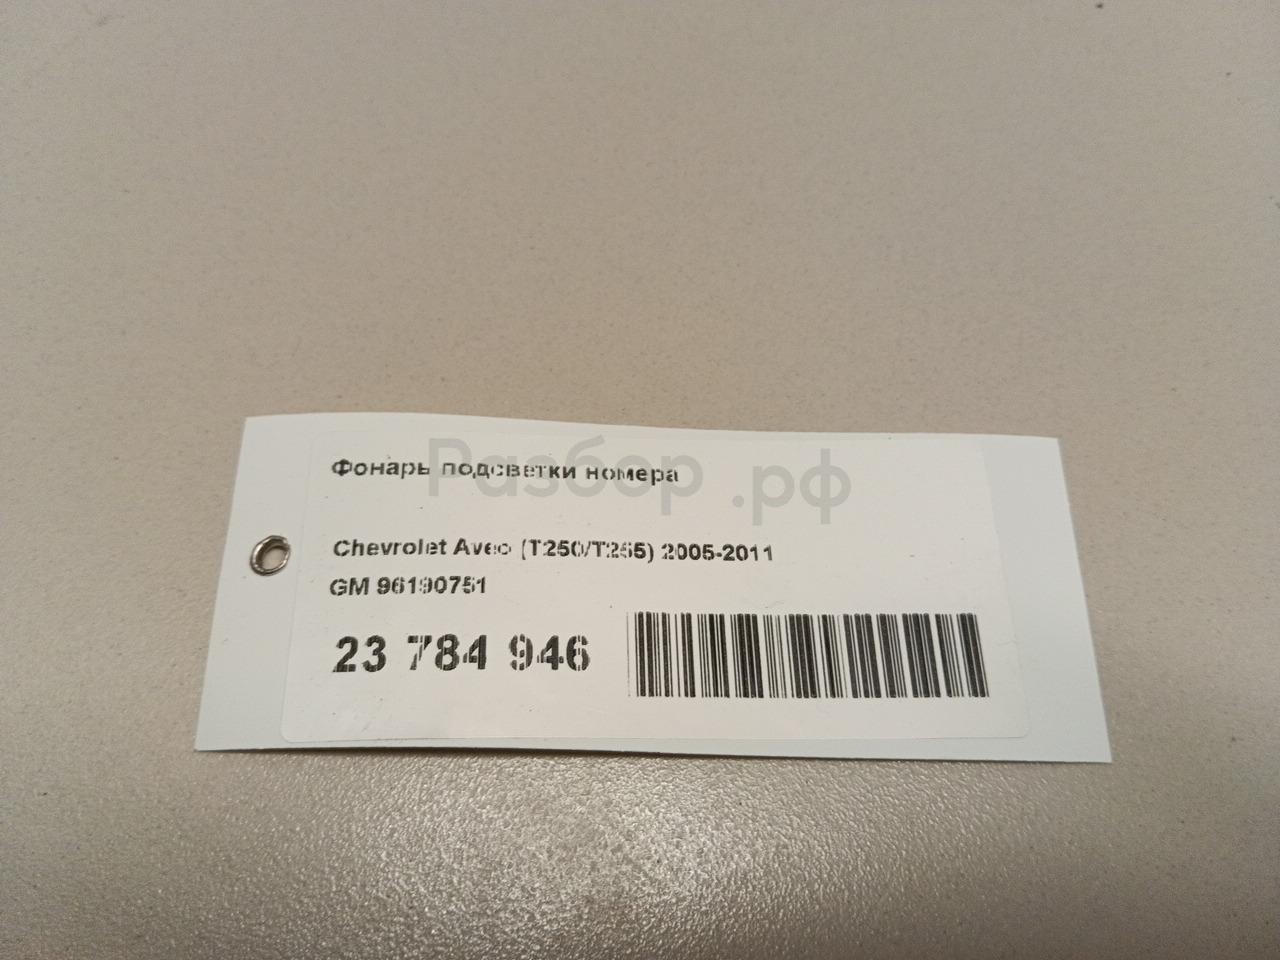 Фонарь подсветки номера
Разбор.рф
Chevrolet Aveo (T250/T255) 2005-2011
GM 96190751
23 784 946